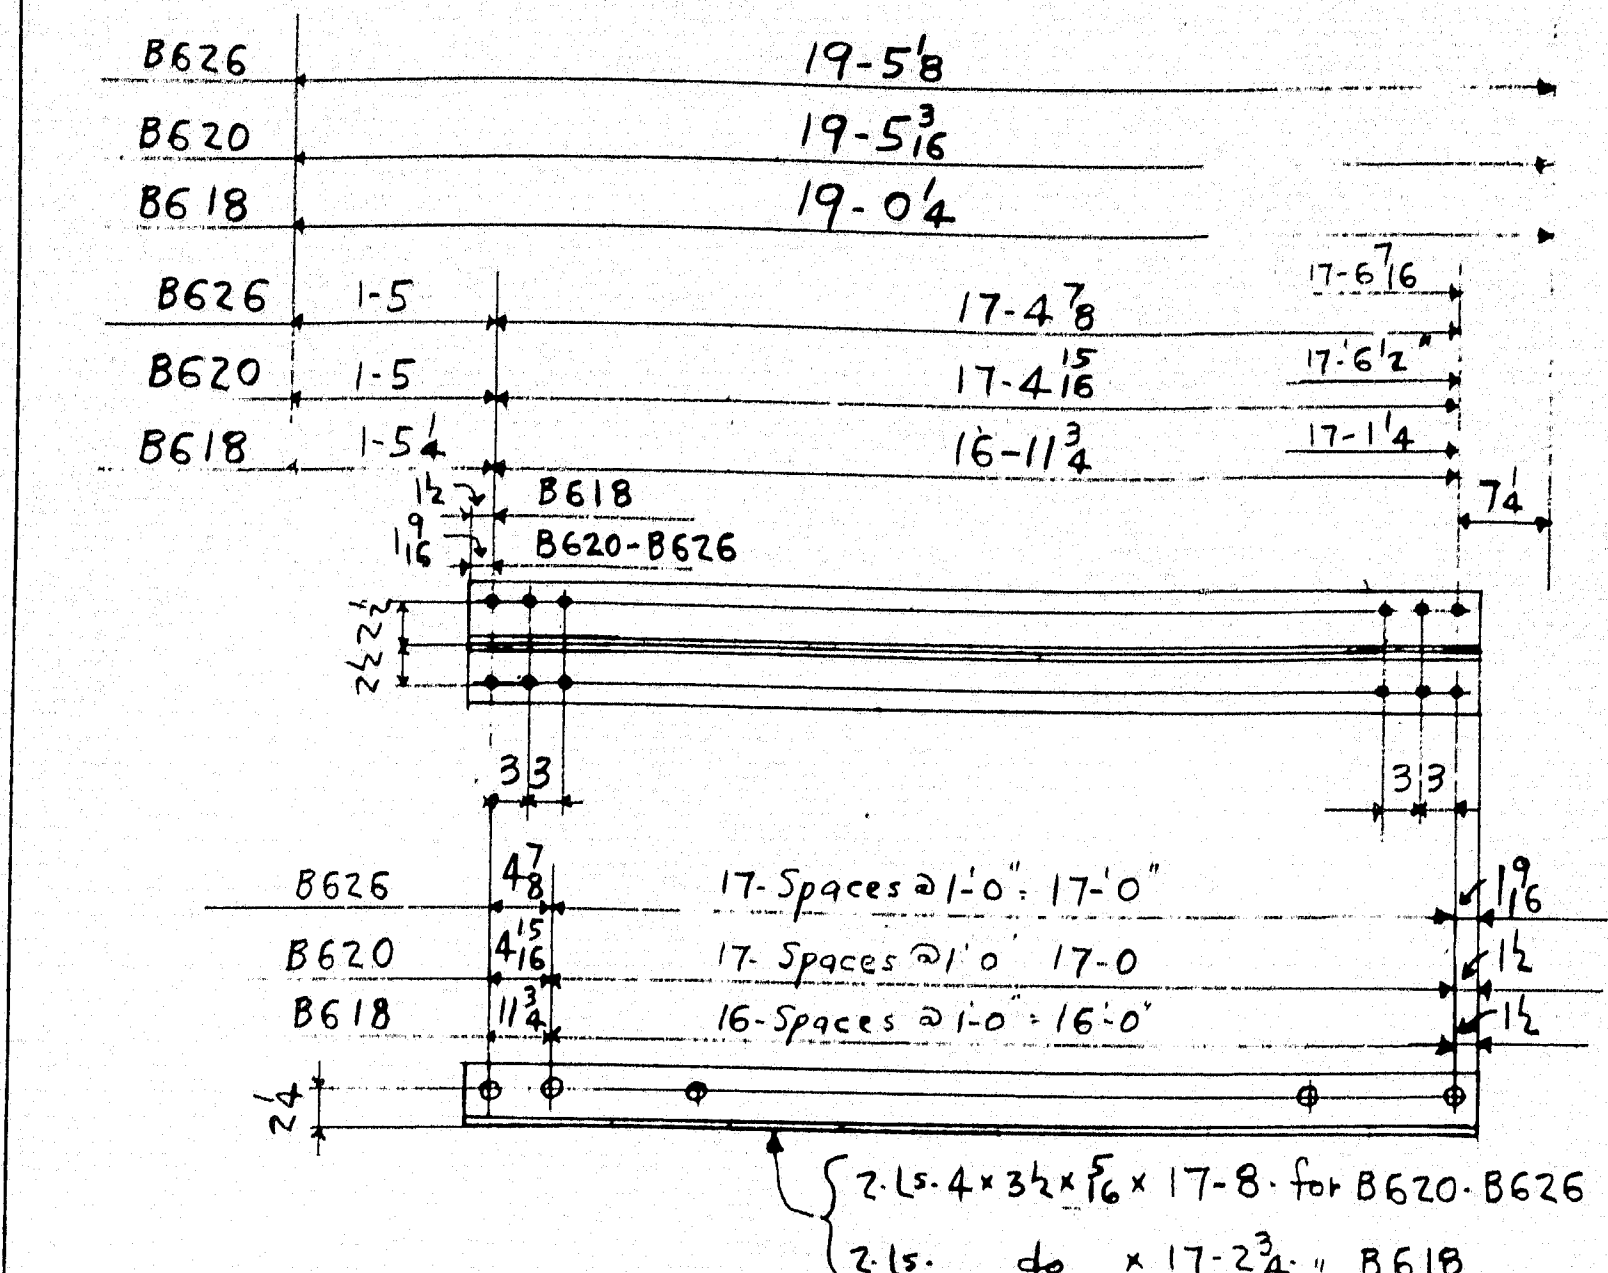 B626 19-5 1/8
B620 19-5 3/16
B618 19-0 1/4
17-6 7/16
B626 1-5 17-4 7/8
B620 1-5 17-4 15/16 17'-6 1/2"
B618 1-5 1/4 16-11 3/4 17-1 1/4
7 1/4
1 1/2 B618
1 9/16 B620-B626
2 1/2
2 1/2
3 3 3 3
B626 4 7/8 17-Spaces @ 1'-0" = 17'-0" 1 9/16
B620 4 15/16 17- Spaces @ 1'0 17-0 1 1/2
B618 11 3/4 16-Spaces @ 1'-0" = 16'-0" 1 1/2
2 1/4
2.Ls.4 x 3 1/2 x 5/16 x 17-8. for B620.B626
2.Ls. do x 17-2 3/4. " B618